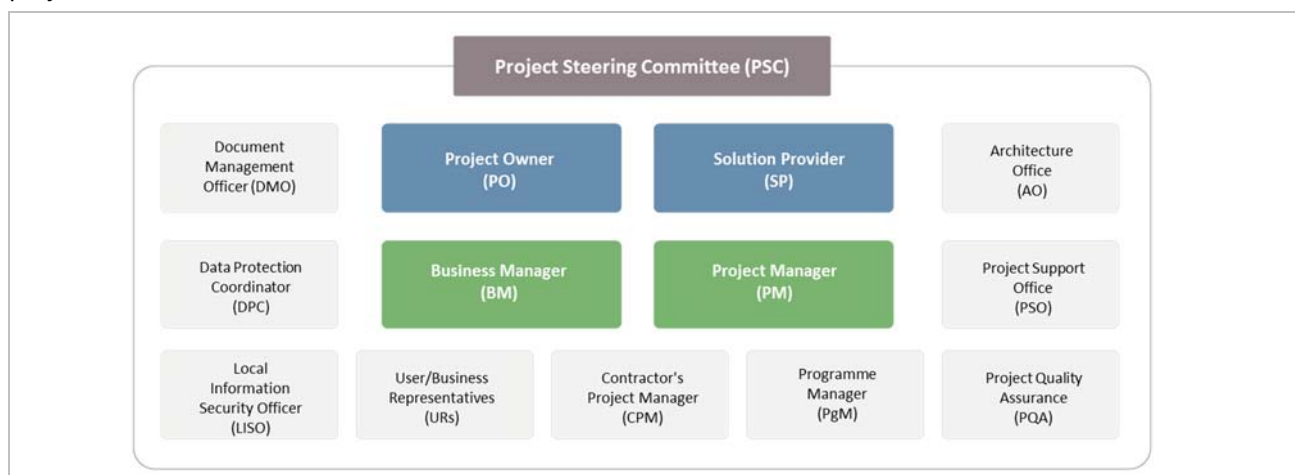 Project Steering Committee (PSC)
Document
Management
Officer (DMO)
Project Owner
(PO)
Solution Provider
(SP)
Architecture
Office
(AO)
Data Protection
Coordinator
(DPC)
Business Manager
(BM)
Project Manager
(PM)
Project Support
Office
(PSO)
Local
Information
Security Officer
(LISO)
User/Business
Representatives
(URs)
Contractor's
Project Manager
(CPM)
Programme
Manager
(PgM)
Project Quality
Assurance
(PQA)